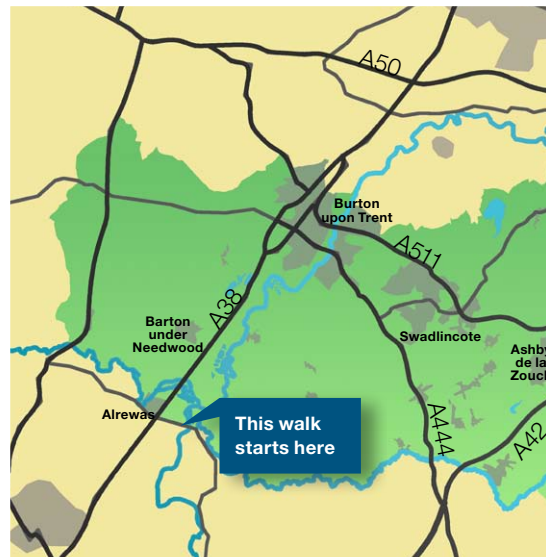 A50
Burton
upon Trent
A511
A38
Barton
under
Needwood
Swadlincote
Ashby
de la
Zouch
Alrewas
This walk
starts here
A444
A42